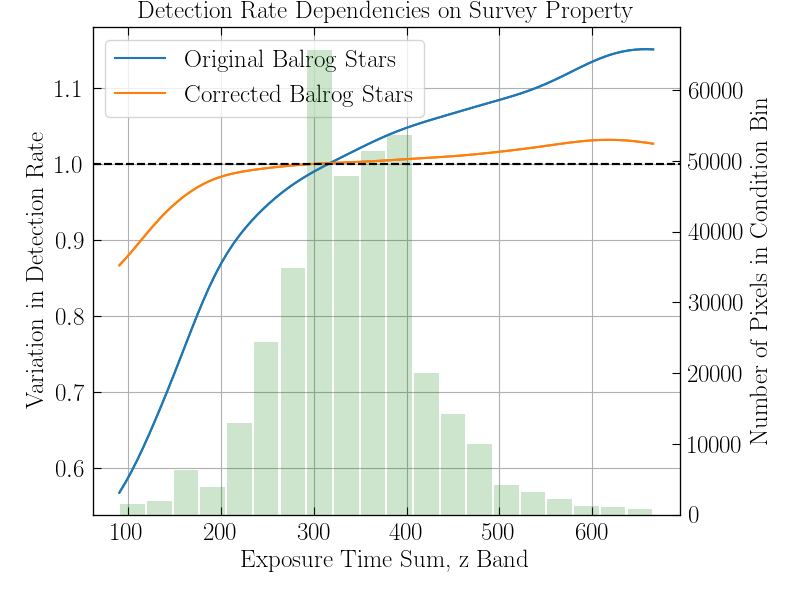 Detection Rate Dependencies on Survey Property
Original Balrog Stars
Corrected Balrog Stars
Variation in Detection Rate
1.1
1.0
0.9
0.8
0.7
0.6
60000
50000
40000
30000
20000
10000
0
Number of Pixels in Condition Bin
100 200 300 400 500 600
Exposure Time Sum, z Band